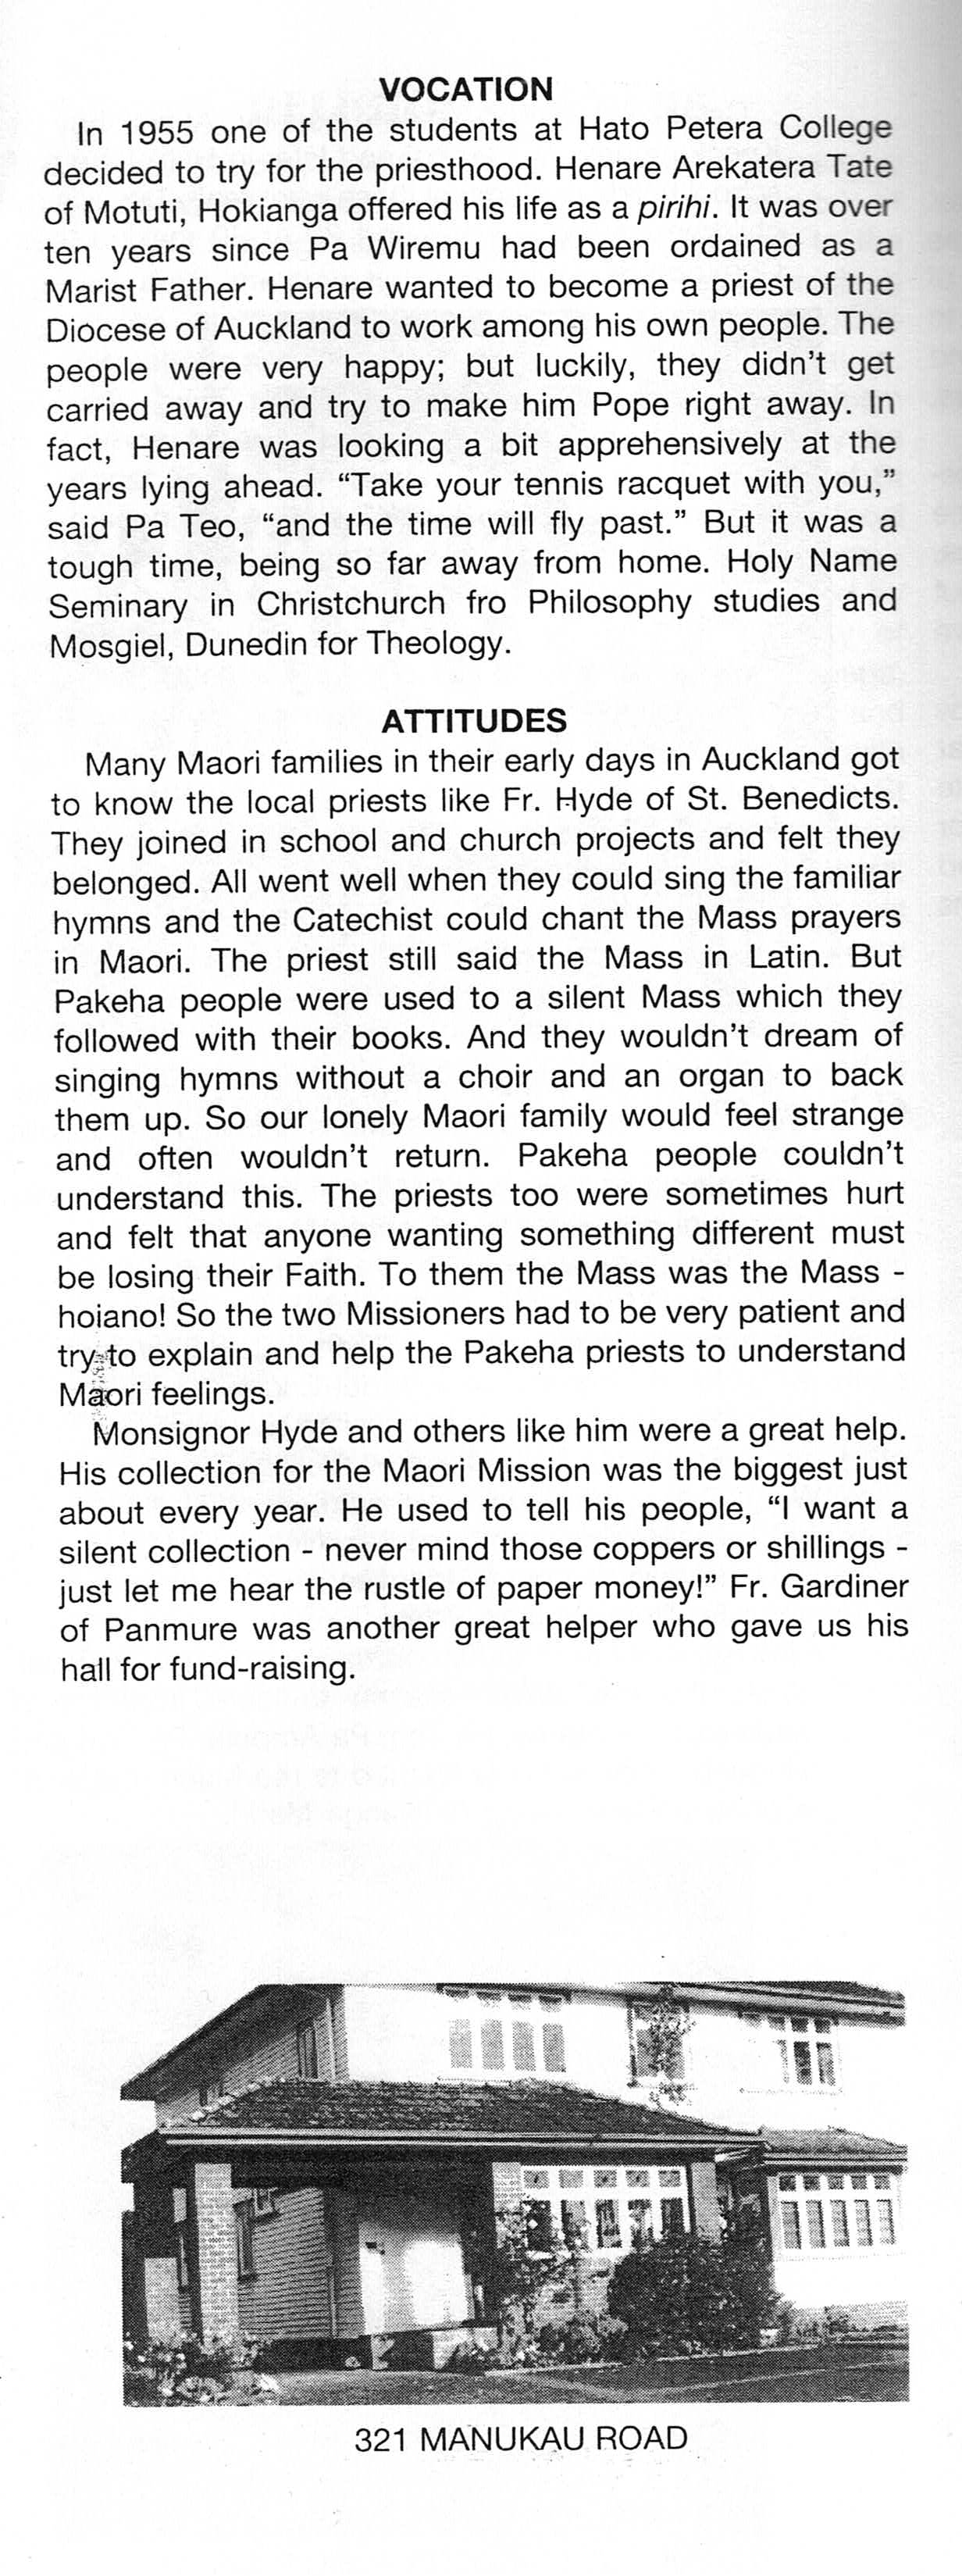 VOCATION
In 1955 one of the students at Hato Petera College
decided to try for the priesthood. Henare Arekatera Tate
of Motuti, Hokianga offered his life as a pirihi. It was over
ten years since Pa Wiremu had been ordained as a
Marist Father. Henare wanted to become a priest of the
Diocese of Auckland to work among his own people. The
people were very happy; but luckily, they didn't get
carried away and try to make him Pope right away. In
fact, Henare was looking a bit apprehensively at the
years lying ahead. “Take your tennis racquet with you,”
said Pa Teo, “and the time will fly past.” But it was a
tough time, being so far away from home. Holy Name
Seminary in Christchurch fro Philosophy studies and
Mosgiel, Dunedin for Theology.
ATTITUDES
Many Maori families in their early days in Auckland got
to know the local priests like Fr. Hyde of St. Benedicts.
They joined in school and church projects and felt they
belonged. All went well when they could sing the familiar
hymns and the Catechist could chant the Mass prayers
in Maori. The priest still said the Mass in Latin. But
Pakeha people were used to a silent Mass which they
followed with their books. And they wouldn't dream of
singing hymns without a choir and an organ to back
them up. So our lonely Maori family would feel strange
and often wouldn't return. Pakeha people couldn't
understand this. The priests too were sometimes hurt
and felt that anyone wanting something different must
be losing their Faith. To them the Mass was the Mass -
hoiano! So the two Missioners had to be very patient and
try to explain and help the Pakeha priests to understand
Maori feelings.
Monsignor Hyde and others like him were a great help.
His collection for the Maori Mission was the biggest just
about every year. He used to tell his people, “I want a
silent collection - never mind those coppers or shillings -
just let me hear the rustle of paper money!” Fr. Gardiner
of Panmure was another great helper who gave us his
hall for fund-raising.
321 MANUKAU ROAD